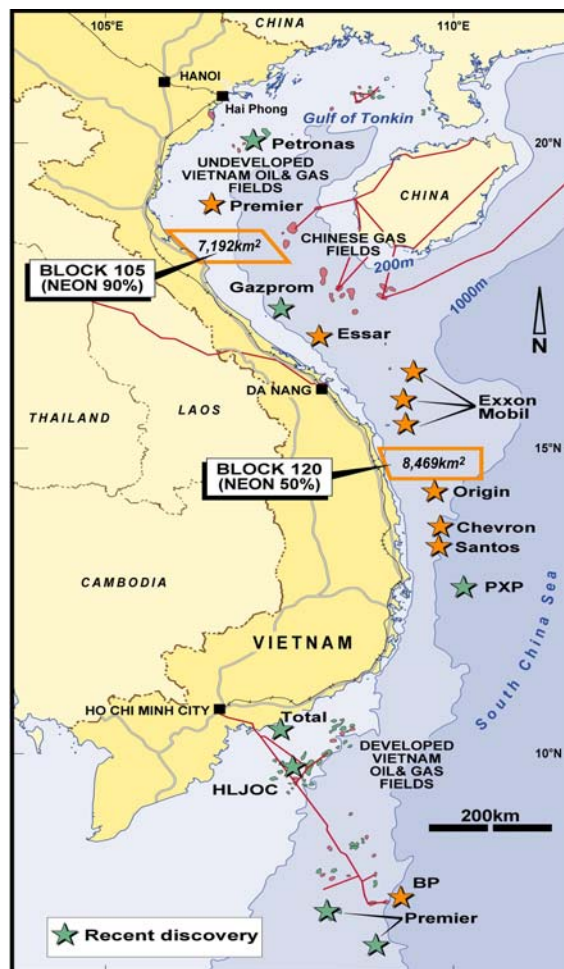 105°E
110°E
CHINA
HANOI
Hai Phong
Gulf of Tonkin
20°N
Petronas
UNDEVELOPED
VIETNAM OIL & GAS
FIELDS
CHINA
Premier
7,192km²
CHINESE GAS
FIELDS
200m
BLOCK 105
(NEON 90%)
1000m
Gazprom
Essar
N
Exxon
Mobil
DA NANG
THAILAND
LAOS
15°N
BLOCK 120
(NEON 50%)
8,469km²
Origin
Chevron
Santos
CAMBODIA
PXP
South China Sea
VIETNAM
HO CHI MINH CITY
Total
10°N
DEVELOPED
VIETNAM
OIL& GAS
FIELDS
HLJOC
200km
BP
Premier
Recent discovery